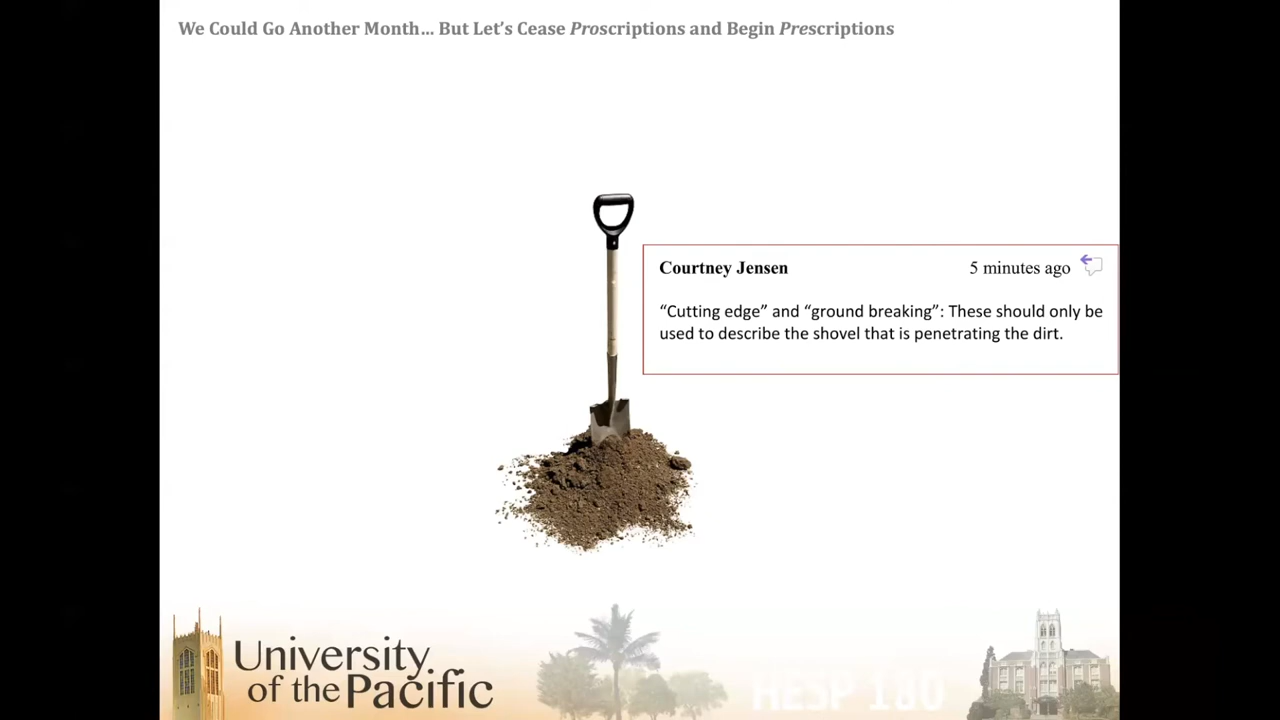 We Could Go Another Month… But Let’s Cease Proscriptions and Begin Prescriptions
Courtney Jensen 5 minutes ago
“Cutting edge” and “ground breaking”: These should only be
used to describe the shovel that is penetrating the dirt.
University
of the Pacific
HESP 180